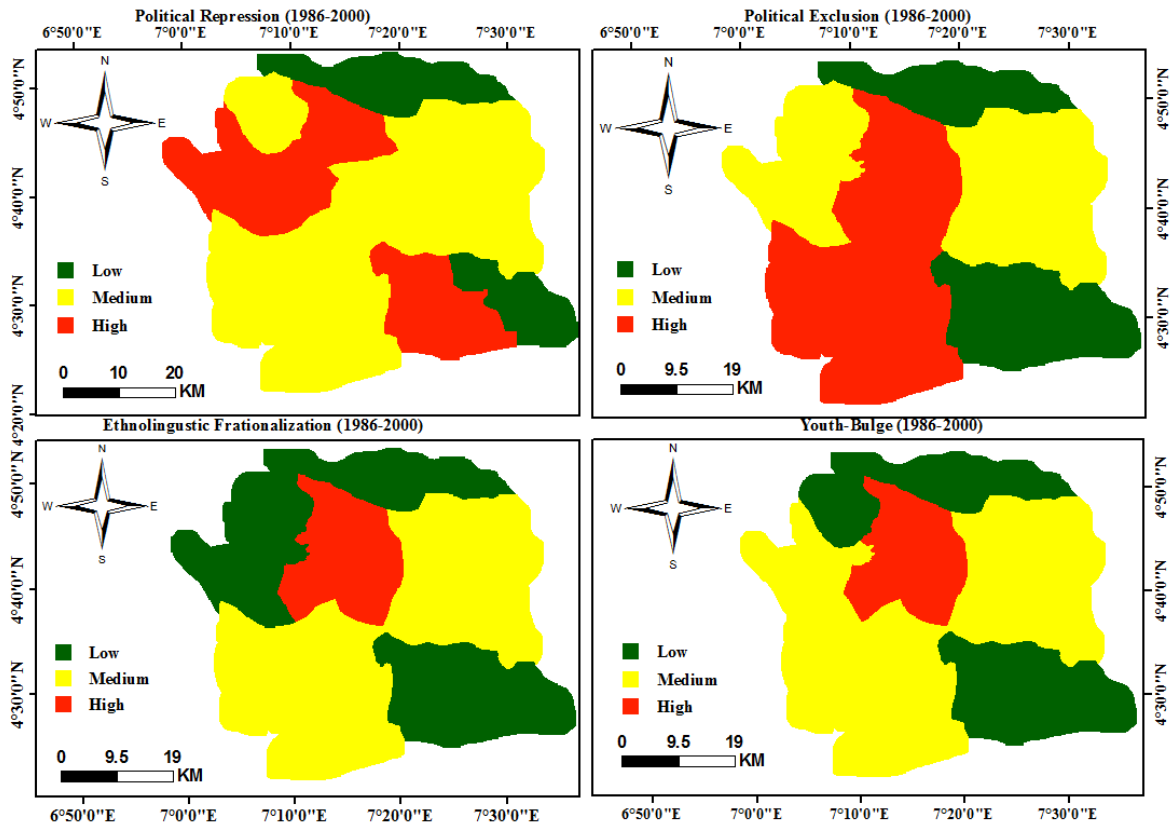 Political Repression (1986-2000)
6°50'0"E 7°0'0"E 7°10'0"E 7°20'0"E 7°30'0"E
4°50'0"N
4°40'0"N
4°30'0"N
4°20'0"N
N
W E
S
Low
Medium
High
0 10 20
KM
Political Exclusion (1986-2000)
6°50'0"E 7°0'0"E 7°10'0"E 7°20'0"E 7°30'0"E
4°50'0"N
4°40'0"N
4°30'0"N
N
W E
S
Low
Medium
High
0 9.5 19
KM
Ethnolingustic Frationalization (1986-2000)
4°50'0"N
4°40'0"N
4°30'0"N
N
W E
S
Low
Medium
High
0 9.5 19
KM
6°50'0"E 7°0'0"E 7°10'0"E 7°20'0"E 7°30'0"E
Youth-Bulge (1986-2000)
4°50'0"N
4°40'0"N
4°30'0"N
N
W E
S
Low
Medium
High
0 9.5 19
KM
6°50'0"E 7°0'0"E 7°10'0"E 7°20'0"E 7°30'0"E